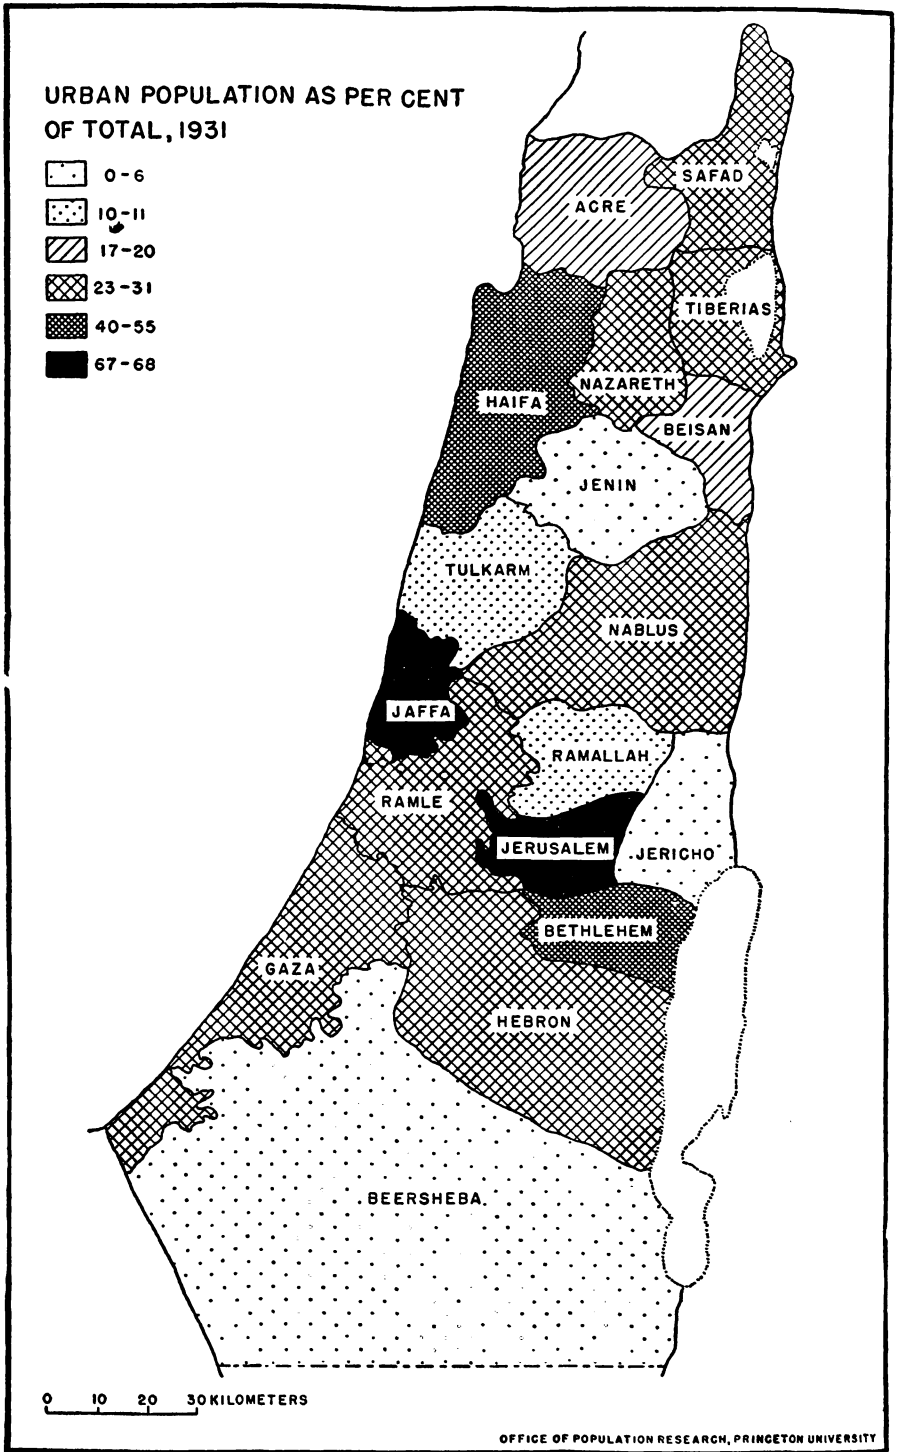 URBAN POPULATION AS PER CENT
OF TOTAL, 1931
0-6
10-11
17-20
23-31
40-55
67-68
SAFAD
ACRE
TIBERIAS
NAZARETH
HAIFA
BEISAN
JENIN
TULKARM
NABLUS
JAFFA
RAMALLAH
RAMLE
JERUSALEM
JERICHO
BETHLEHEM
GAZA
HEBRON
BEERSHEBA
0 10 20 30 KILOMETERS
OFFICE OF POPULATION RESEARCH, PRINCETON UNIVERSITY